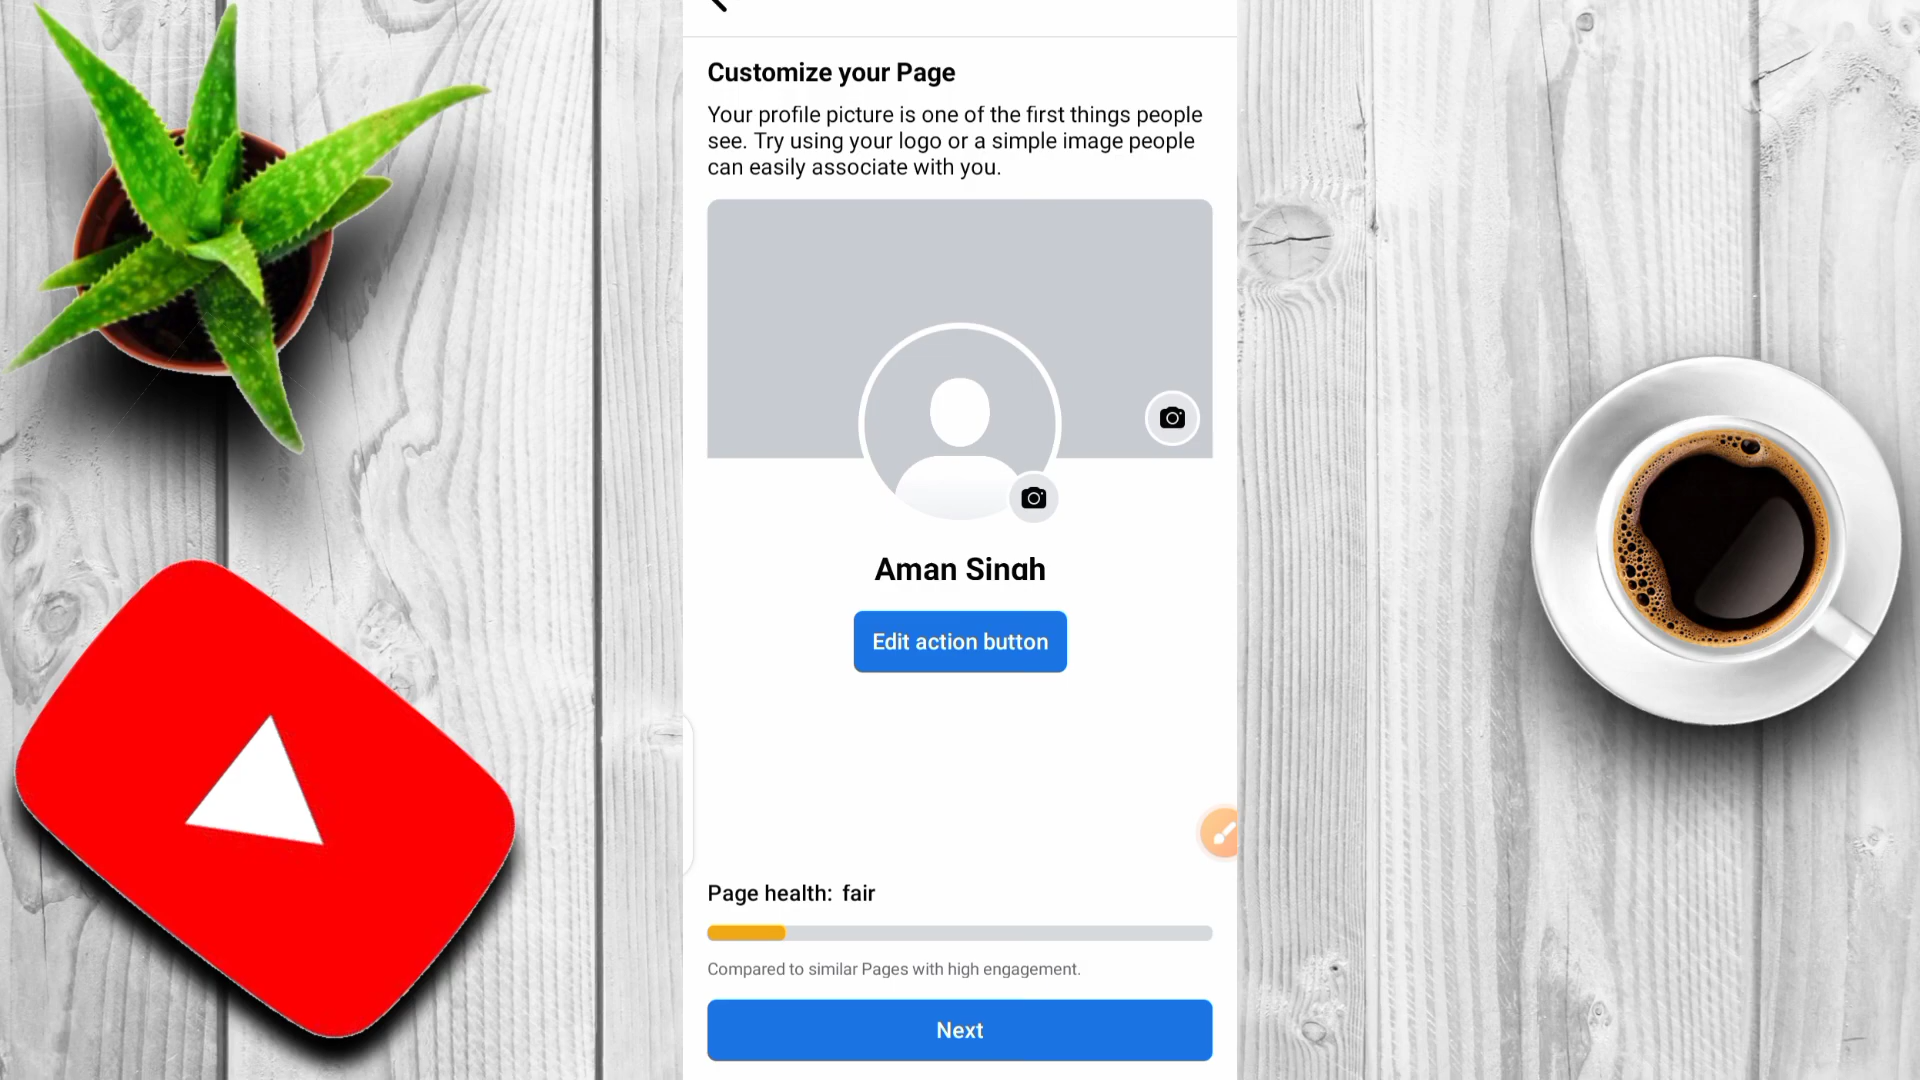 Customize your Page
Your profile picture is one of the first things people
see. Try using your logo or a simple image people
can easily associate with you.
Aman Singh
Edit action button
Page health: fair
Compared to similar Pages with high engagement.
Next